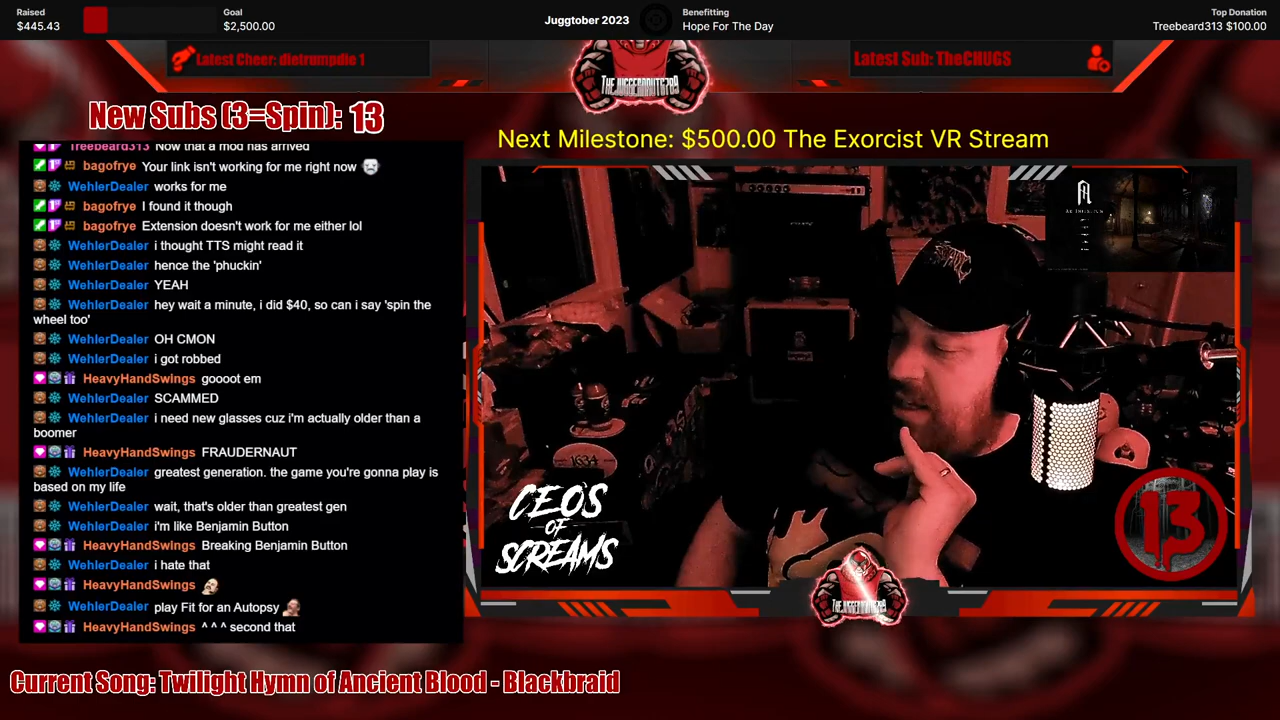 Raised
$445.43
Goal
$2,500.00
Juggtober 2023
Benefitting
Hope For The Day
Top Donation
Treebeard313 $100.00
Latest Cheer: dietrumpdie 1
THEJUGGERNAUT6789
Latest Sub: TheCHUGS
New Subs (3=Spin): 13
Next Milestone: $500.00 The Exorcist VR Stream
Treebeard313 Now that a mod has arrived
bagofrye Your link isn't working for me right now
WehlerDealer works for me
bagofrye I found it though
bagofrye Extension doesn't work for me either lol
WehlerDealer i thought TTS might read it
WehlerDealer hence the 'phuckin'
WehlerDealer YEAH
WehlerDealer hey wait a minute, i did $40, so can i say 'spin the
wheel too'
WehlerDealer OH CMON
WehlerDealer i got robbed
HeavyHandSwings goooot em
WehlerDealer SCAMMED
WehlerDealer i need new glasses cuz i'm actually older than a
boomer
HeavyHandSwings FRAUDERNAUT
WehlerDealer greatest generation. the game you're gonna play is
based on my life
WehlerDealer wait, that's older than greatest gen
WehlerDealer i'm like Benjamin Button
HeavyHandSwings Breaking Benjamin Button
WehlerDealer i hate that
HeavyHandSwings
WehlerDealer play Fit for an Autopsy
HeavyHandSwings ^ ^ ^ second that
1634
CEO'S
OF
SCREAMS
13
THEJUGGERNAUT6789
Current Song: Twilight Hymn of Ancient Blood - Blackbraid